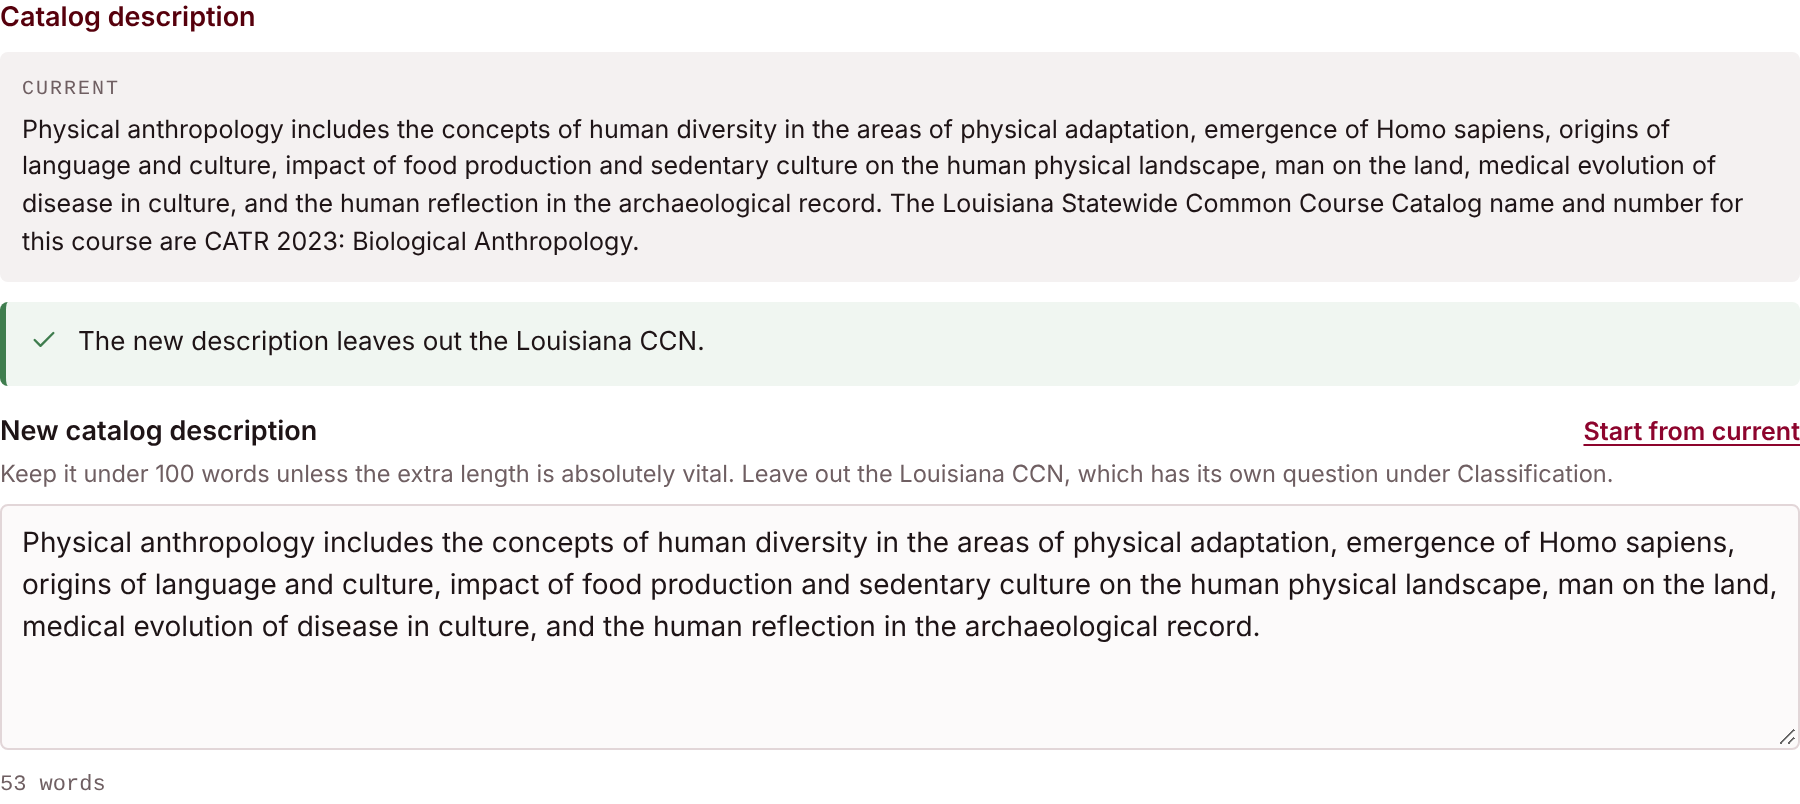 Catalog description
CURRENT
Physical anthropology includes the concepts of human diversity in the areas of physical adaptation, emergence of Homo sapiens, origins of
language and culture, impact of food production and sedentary culture on the human physical landscape, man on the land, medical evolution of
disease in culture, and the human reflection in the archaeological record. The Louisiana Statewide Common Course Catalog name and number for
this course are CATR 2023: Biological Anthropology.
The new description leaves out the Louisiana CCN.
New catalog description
Start from current
Keep it under 100 words unless the extra length is absolutely vital. Leave out the Louisiana CCN, which has its own question under Classification.
Physical anthropology includes the concepts of human diversity in the areas of physical adaptation, emergence of Homo sapiens,
origins of language and culture, impact of food production and sedentary culture on the human physical landscape, man on the land,
medical evolution of disease in culture, and the human reflection in the archaeological record.
53 words